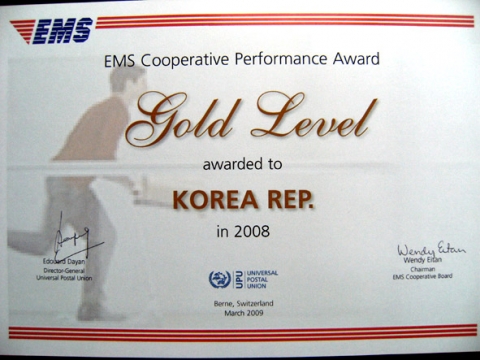 EMS
EMS Cooperative Performance Award
Gold Level
awarded to
KOREA REP.
in 2008
Edouard Dayan
Director-General
Universal Postal Union
Wendy Eitan
Wendy Eitan
Chairman
EMS Cooperative Board
UPU
UNIVERSAL
POSTAL
UNION
Berne, Switzerland
March 2009